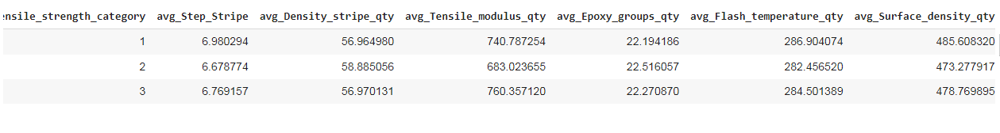 ensile_strength_category avg_Step_Stripe avg_Density_stripe_qty avg_Tensile_modulus_qty avg_Epoxy_groups_qty avg_Flash_temperature_qty avg_Surface_density_qty
1 6.980294 56.964980 740.787254 22.194186 286.904074 485.608320
2 6.678774 58.885056 683.023655 22.516057 282.456520 473.277917
3 6.769157 56.970131 760.357120 22.270870 284.501389 478.769895